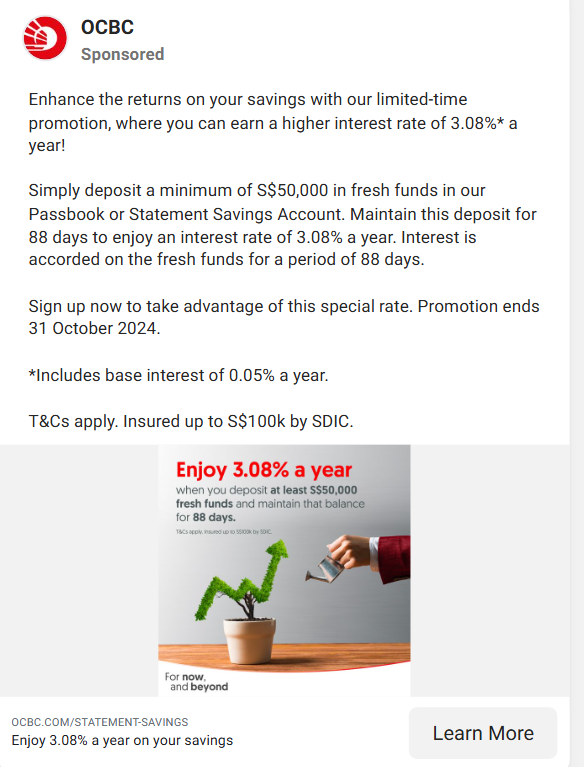 OCBC
Sponsored
Enhance the returns on your savings with our limited-time
promotion, where you can earn a higher interest rate of 3.08%* a
year!
Simply deposit a minimum of S$50,000 in fresh funds in our
Passbook or Statement Savings Account. Maintain this deposit for
88 days to enjoy an interest rate of 3.08% a year. Interest is
accorded on the fresh funds for a period of 88 days.
Sign up now to take advantage of this special rate. Promotion ends
31 October 2024.
*Includes base interest of 0.05% a year.
T&Cs apply. Insured up to S$100k by SDIC.
Enjoy 3.08% a year
when you deposit at least S$50,000
fresh funds and maintain that balance
for 88 days.
T&Cs apply. Insured up to S$100k by SDIC.
For now,
and beyond
OCBC.COM/STATEMENT-SAVINGS
Enjoy 3.08% a year on your savings
Learn More